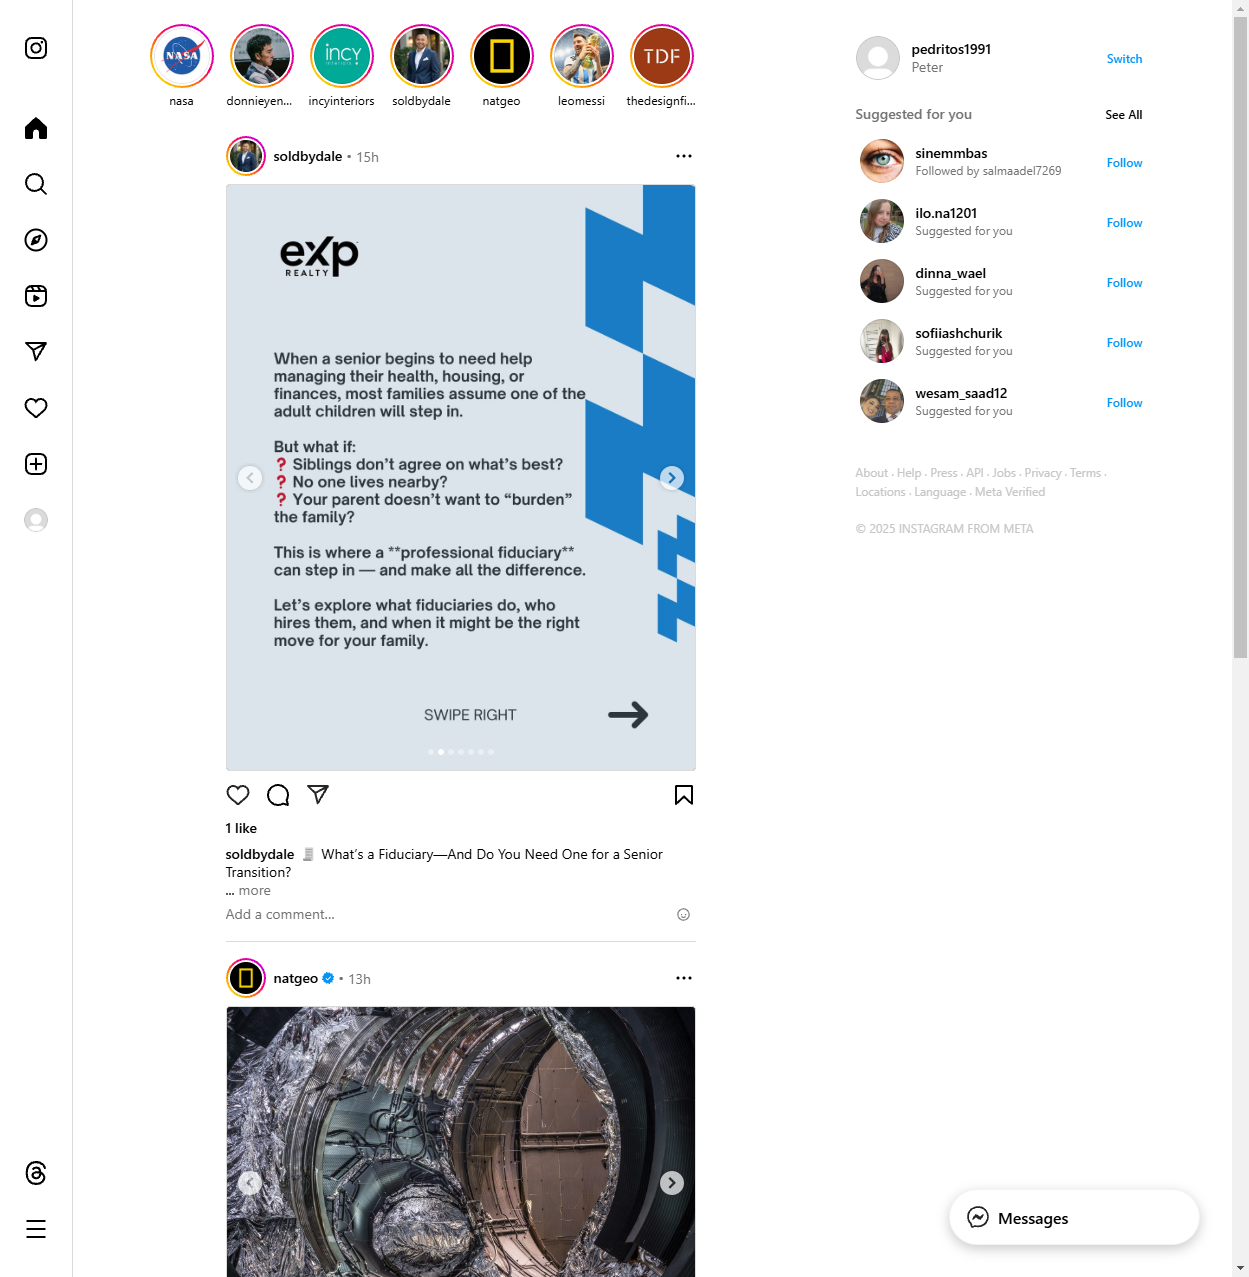 NASA
incy
interiors
TDF
nasa
donnieyen...
incyinteriors
soldbydale
natgeo
leomessi
thedesignfi...
pedritos1991
Peter
Switch
Suggested for you
See All
sinemmbas
Followed by salmaadel7269
Follow
ilo.na1201
Suggested for you
Follow
dinna_wael
Suggested for you
Follow
sofiiashchurik
Suggested for you
Follow
wesam_saad12
Suggested for you
Follow
About · Help · Press · API · Jobs · Privacy · Terms ·
Locations · Language · Meta Verified
© 2025 INSTAGRAM FROM META
soldbydale • 15h
exp
REALTY
When a senior begins to need help
managing their health, housing, or
finances, most families assume one of the
adult children will step in.
But what if:
❓ Siblings don’t agree on what’s best?
❓ No one lives nearby?
❓ Your parent doesn’t want to “burden”
the family?
This is where a **professional fiduciary**
can step in — and make all the difference.
Let’s explore what fiduciaries do, who
hires them, and when it might be the right
move for your family.
SWIPE RIGHT
1 like
soldbydale 🧾 What’s a Fiduciary—And Do You Need One for a Senior
Transition?
... more
Add a comment...
natgeo • 13h
Messages